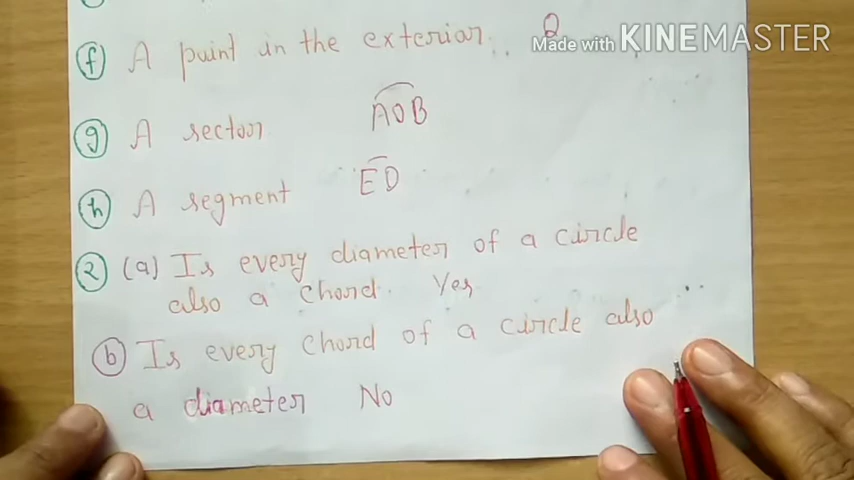 f A point in the exterior.. Q
Made with KINEMASTER
g A sector AOB
h A segment ED
2 (a) Is every diameter of a circle
also a chord. Yes
b Is every chord of a circle also
a diameter No